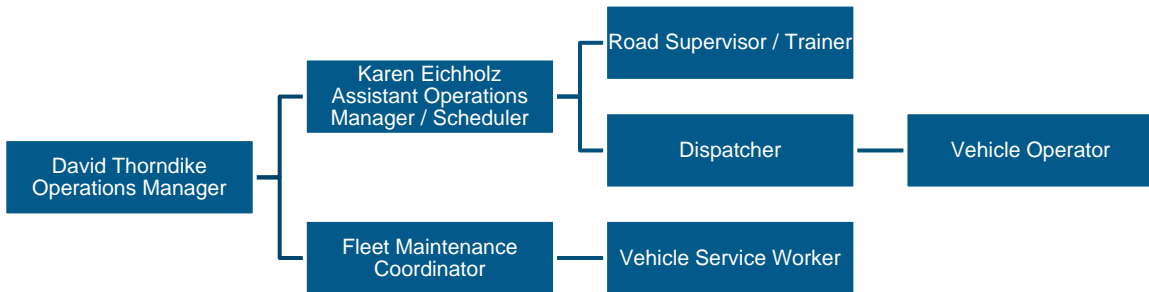 Road Supervisor / Trainer
Karen Eichholz
Assistant Operations
Manager / Scheduler
Dispatcher
Vehicle Operator
David Thorndike
Operations Manager
Fleet Maintenance
Coordinator
Vehicle Service Worker